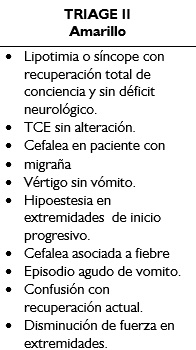 TRIAGE II
Amarillo
• Lipotimia o síncope con
recuperación total de
conciencia y sin déficit
neurológico.
• TCE sin alteración.
• Cefalea en paciente con
• migraña
• Vértigo sin vómito.
• Hipoestesia en
extremidades de inicio
progresivo.
• Cefalea asociada a fiebre
• Episodio agudo de vomito.
• Confusión con
recuperación actual.
• Disminución de fuerza en
extremidades.